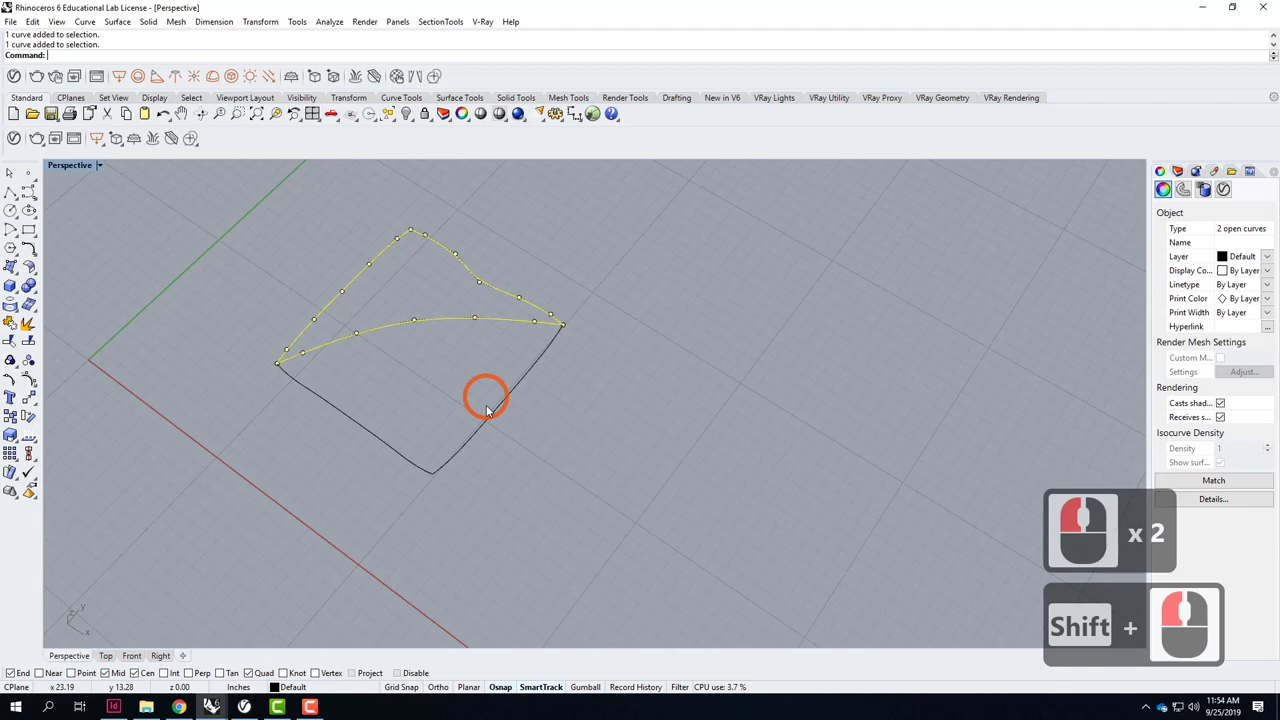 Rhinoceros 6 Educational Lab License - [Perspective]
File Edit View Curve Surface Solid Mesh Dimension Transform Tools Analyze Render Panels SectionTools V-Ray Help
1 curve added to selection.
1 curve added to selection.
Command:
Standard CPlanes Set View Display Select Viewport Layout Visibility Transform Curve Tools Surface Tools Solid Tools Mesh Tools Render Tools Drafting New in V6 VRay Lights VRay Utility VRay Proxy VRay Geometry VRay Rendering
Perspective
Object
Type 2 open curves
Name
Layer Default
Display Co... By Layer
Linetype By Layer
Print Color By Layer
Print Width By Layer
Hyperlink ...
Render Mesh Settings
Custom M...
Settings Adjust...
Rendering
Casts shad...
Receives s...
Isocurve Density
Density 1
Show surf...
Match
Details...
x 2
Shift +
z y
x
Perspective Top Front Right
End Near Point Mid Cen Int Perp Tan Quad Knot Vertex Project Disable
CPlane x 23.19 y 13.28 z 0.00 Inches Default Grid Snap Ortho Planar Osnap SmartTrack Gumball Record History Filter CPU use: 3.7 %
11:54 AM
9/25/2019